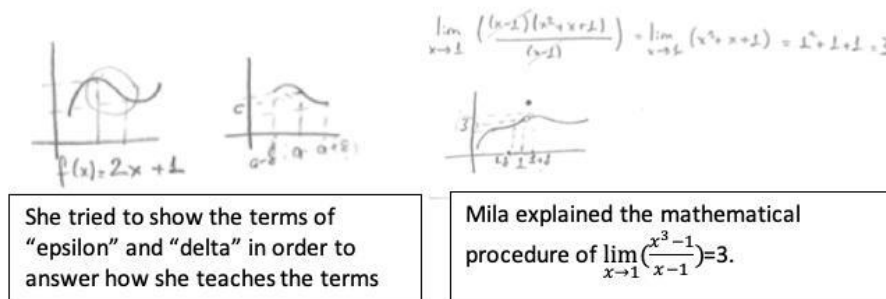 lim x→1 ((x-1)(x²+x+1)/(x-1)) = lim x→1 (x²+x+1) = 1²+1+1=3
c
a-δ a a+δ
3
1
f(x)=2x+1
She tried to show the terms of
“epsilon” and “delta” in order to
answer how she teaches the terms
Mila explained the mathematical
procedure of lim x→1 (x³−1/x−1)=3.